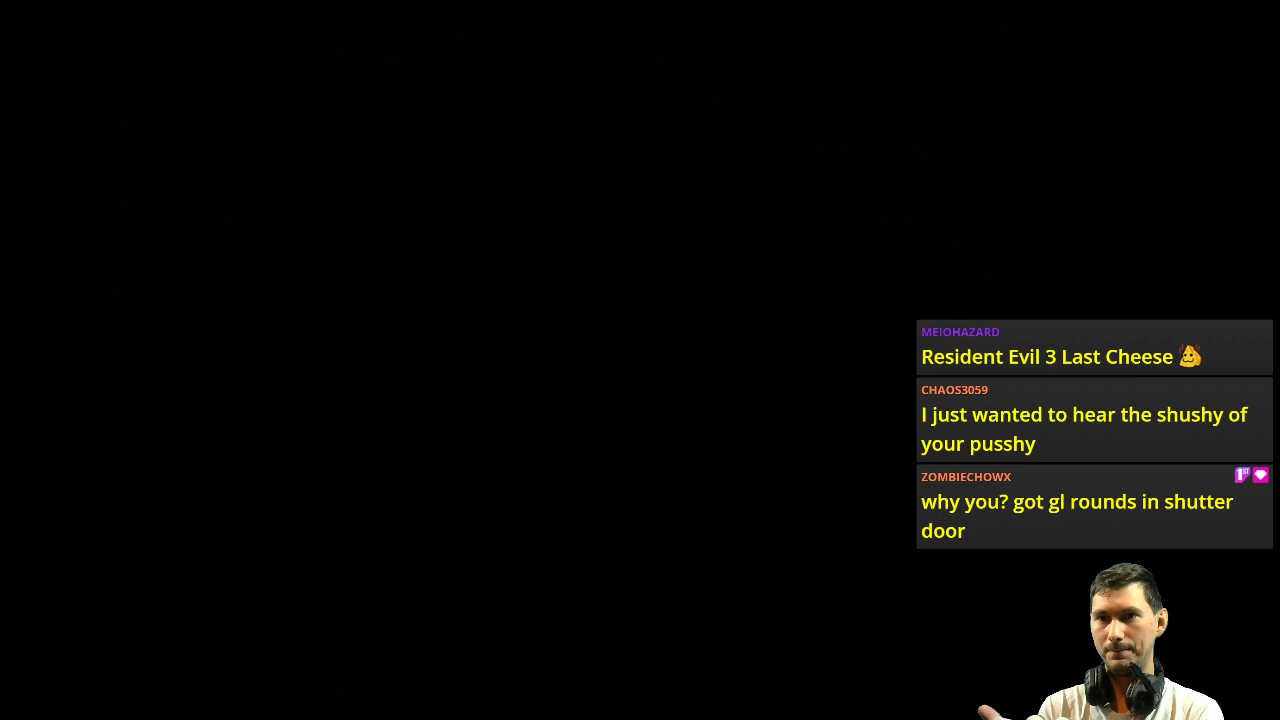 MEIOHAZARD
Resident Evil 3 Last Cheese
CHAOS3059
I just wanted to hear the shushy of
your pusshy
ZOMBIECHOWX
1ST
why you? got gl rounds in shutter
door